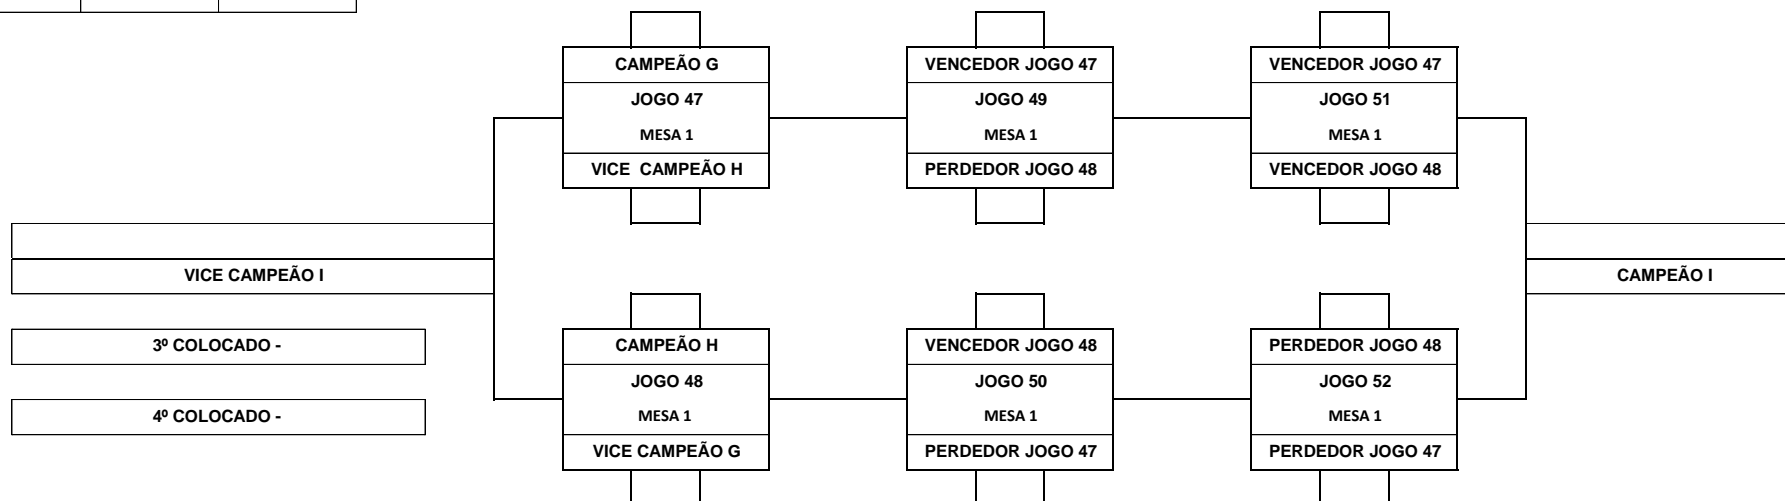 CAMPEÃO G
JOGO 47
MESA 1
VICE CAMPEÃO H
VENCEDOR JOGO 47
JOGO 49
MESA 1
PERDEDOR JOGO 48
VENCEDOR JOGO 47
JOGO 51
MESA 1
VENCEDOR JOGO 48
VICE CAMPEÃO I
CAMPEÃO I
3º COLOCADO -
4º COLOCADO -
CAMPEÃO H
JOGO 48
MESA 1
VICE CAMPEÃO G
VENCEDOR JOGO 48
JOGO 50
MESA 1
PERDEDOR JOGO 47
PERDEDOR JOGO 48
JOGO 52
MESA 1
PERDEDOR JOGO 47